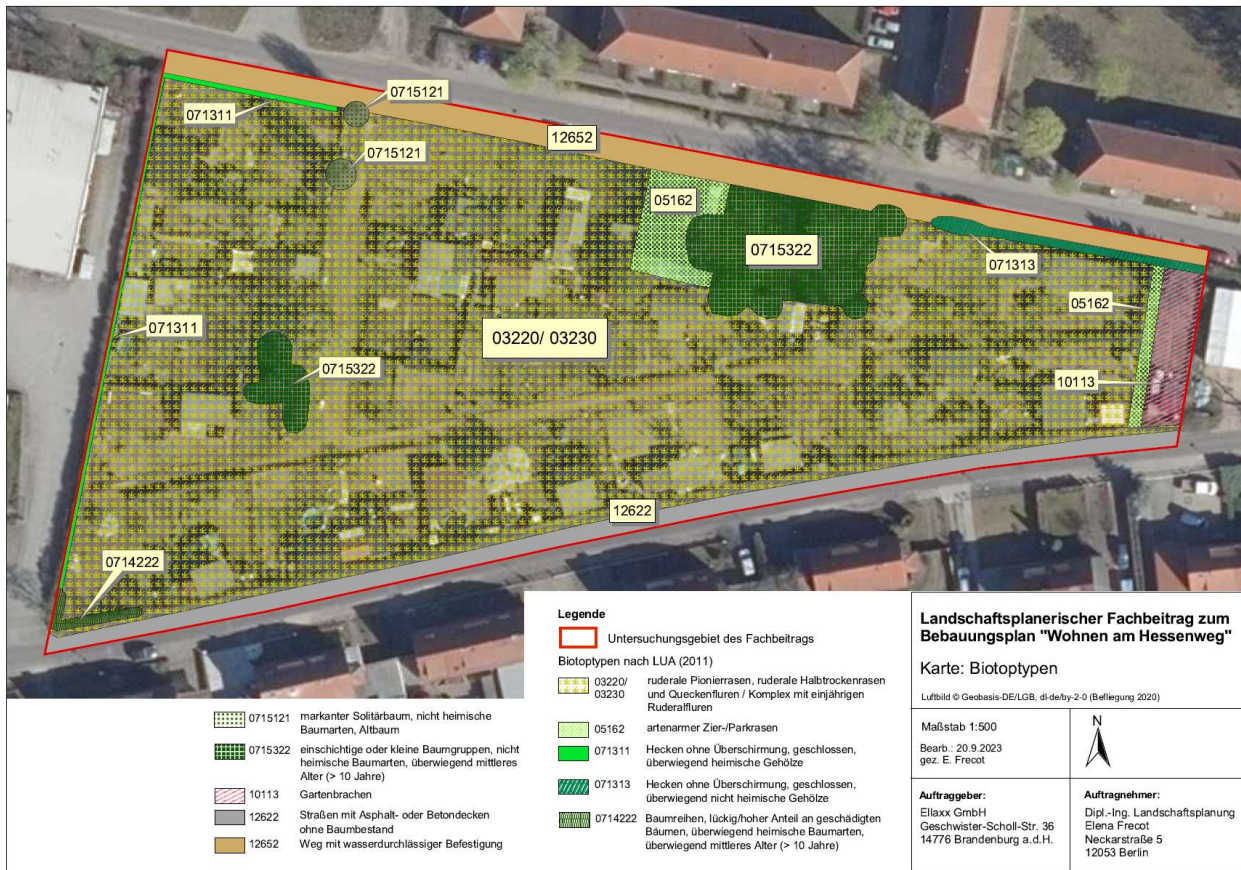 0715121
071311
12652
0715121
05162
0715322
071313
05162
071311
03220/ 03230
0715322
10113
12622
0714222
Legende
Untersuchungsgebiet des Fachbeitrags
Biotoptypen nach LUA (2011)
03220/ ruderale Pionierrasen, ruderale Halbtrockenrasen
03230 und Queckenfluren / Komplex mit einjährigen
Ruderalfluren
05162 artenarmer Zier-/Parkrasen
071311 Hecken ohne Überschirmung, geschlossen,
überwiegend heimische Gehölze
071313 Hecken ohne Überschirmung, geschlossen,
überwiegend nicht heimische Gehölze
0714222 Baumreihen, lückig/hoher Anteil an geschädigten
Bäumen, überwiegend heimische Baumarten,
überwiegend mittleres Alter (> 10 Jahre)
0715121 markanter Solitärbaum, nicht heimische
Baumarten, Altbaum
0715322 einschichtige oder kleine Baumgruppen, nicht
heimische Baumarten, überwiegend mittleres
Alter (> 10 Jahre)
10113 Gartenbrachen
12622 Straßen mit Asphalt- oder Betondecken
ohne Baumbestand
12652 Weg mit wasserdurchlässiger Befestigung
Landschaftsplanerischer Fachbeitrag zum
Bebauungsplan "Wohnen am Hessenweg"
Karte: Biotoptypen
Luftbild © Geobasis-DE/LGB, dl-de/by-2-0 (Befliegung 2020)
Maßstab 1:500
Bearb.: 20.9.2023
gez. E. Frecot
N
Auftraggeber:
Ellaxx GmbH
Geschwister-Scholl-Str. 36
14776 Brandenburg a.d.H.
Auftragnehmer:
Dipl.-Ing. Landschaftsplanung
Elena Frecot
Neckarstraße 5
12053 Berlin